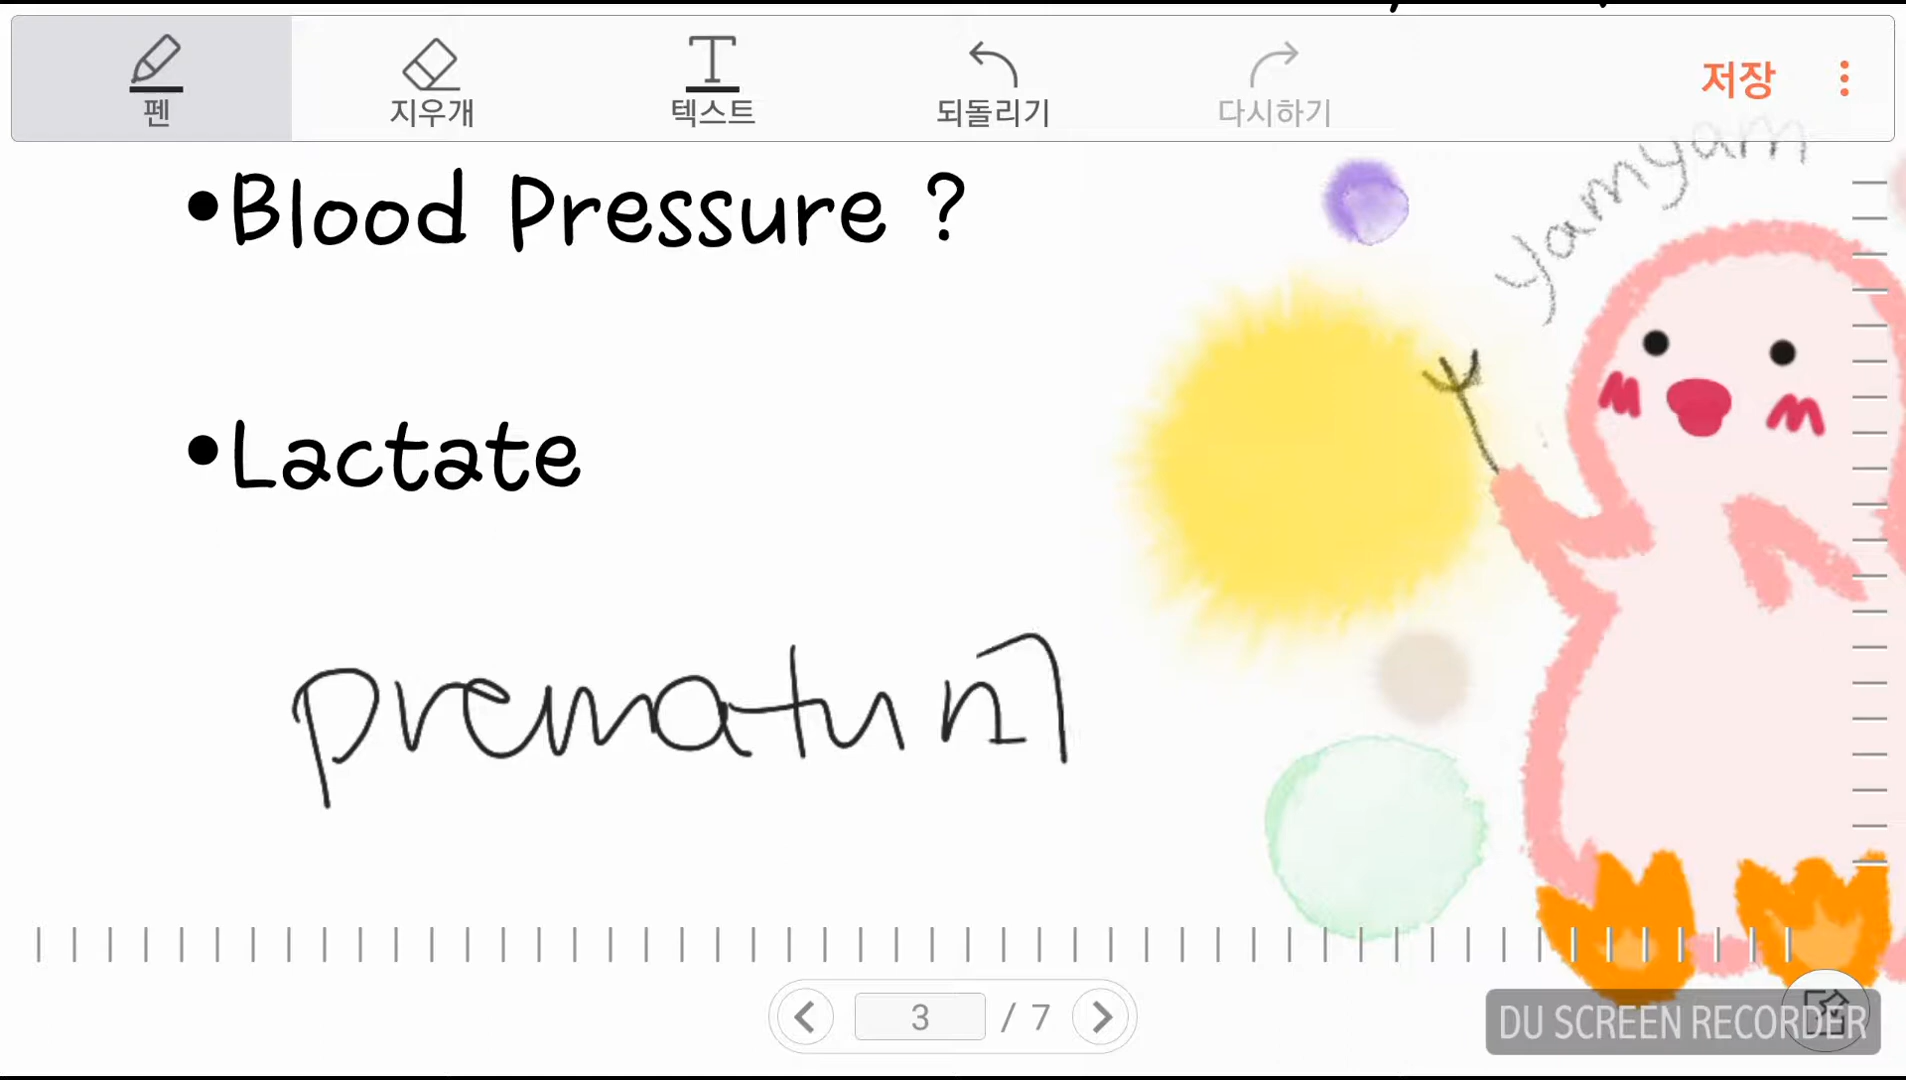 펜 지우개 텍스트 되돌리기 다시하기 저장
yamyam
•Blood Pressure ?
•Lactate
3 / 7
DU SCREEN RECORDER